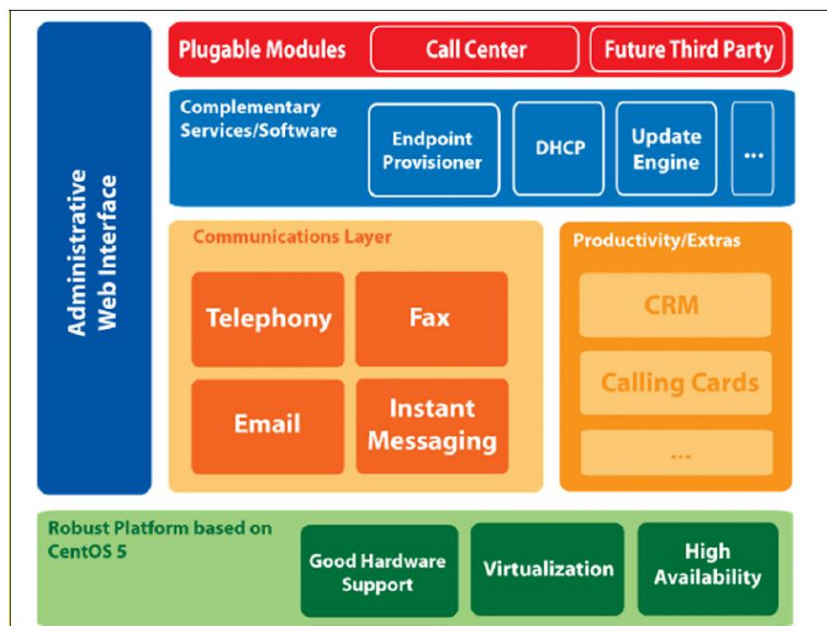 Administrative
Web Interface
Plugable Modules
Call Center
Future Third Party
Complementary
Services/Software
Endpoint
Provisioner
DHCP
Update
Engine
...
Communications Layer
Telephony
Fax
Email
Instant
Messaging
Productivity/Extras
CRM
Calling Cards
...
Robust Platform based on
CentOS 5
Good Hardware
Support
Virtualization
High
Availability